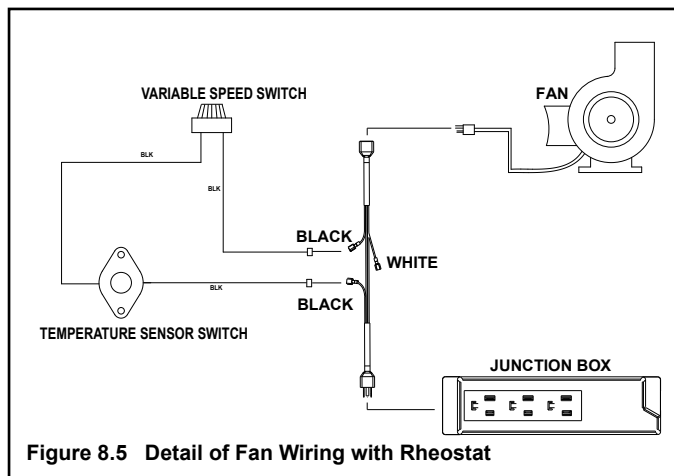 VARIABLE SPEED SWITCH
FAN
BLK
BLK
BLACK
WHITE
BLK
BLACK
TEMPERATURE SENSOR SWITCH
JUNCTION BOX
Figure 8.5 Detail of Fan Wiring with Rheostat